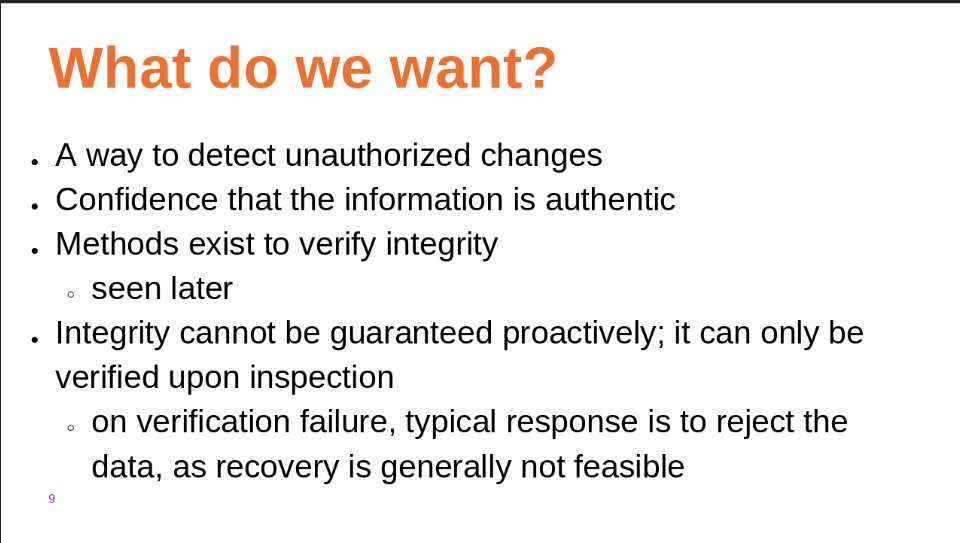 What do we want?
• A way to detect unauthorized changes
• Confidence that the information is authentic
• Methods exist to verify integrity
○ seen later
• Integrity cannot be guaranteed proactively; it can only be
verified upon inspection
○ on verification failure, typical response is to reject the
data, as recovery is generally not feasible
9